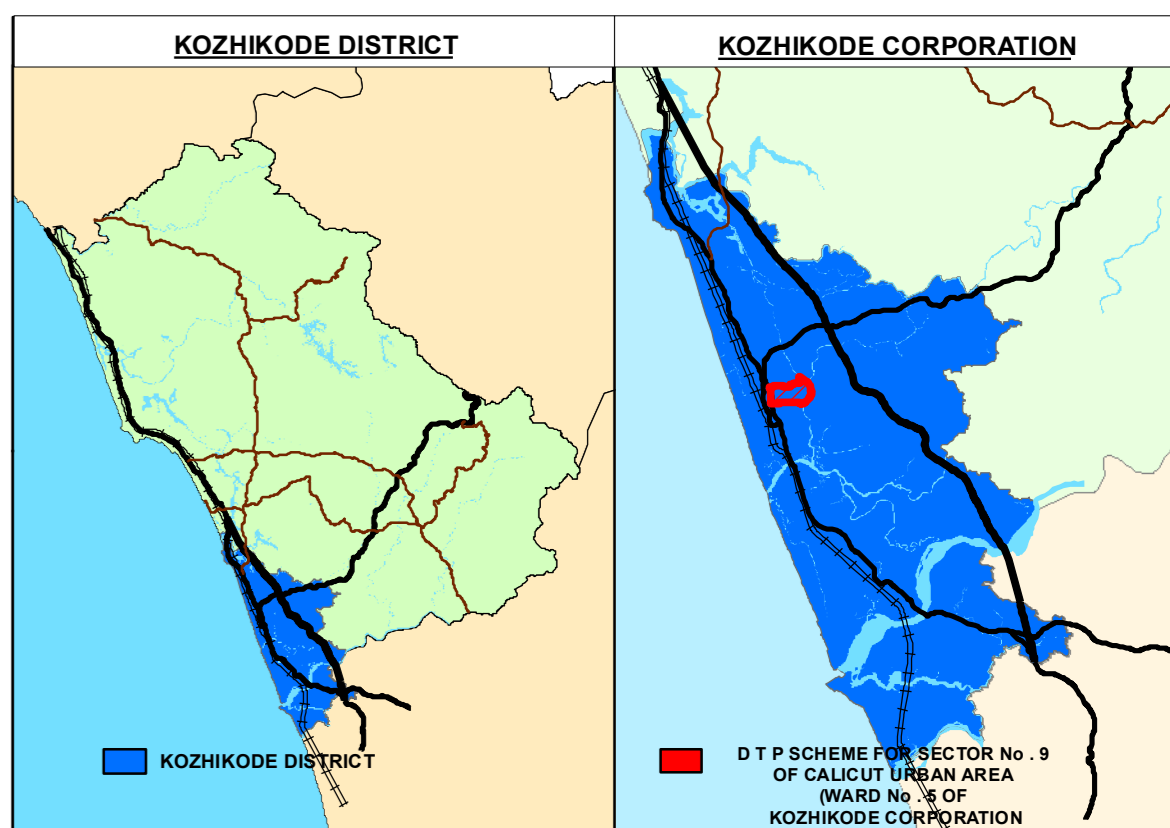 KOZHIKODE DISTRICT
KOZHIKODE CORPORATION
KOZHIKODE DISTRICT
D T P SCHEME FOR SECTOR No . 9
OF CALICUT URBAN AREA
(WARD No . 5 OF
KOZHIKODE CORPORATION